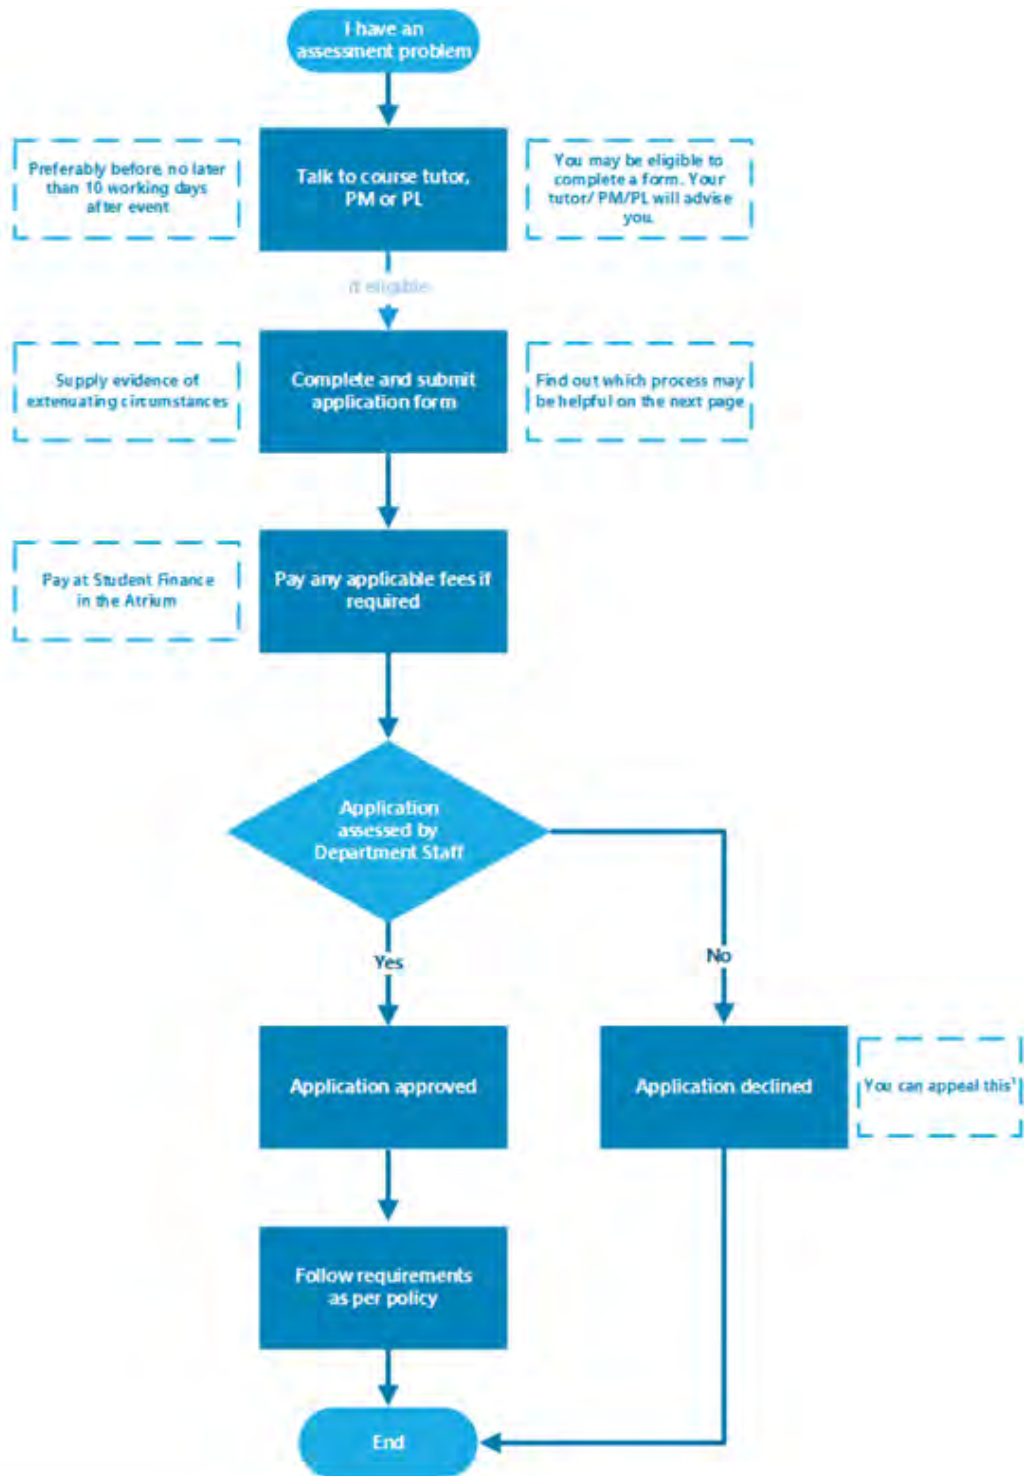 I have an
assessment problem
Preferably before, no later
than 10 working days
after event
Talk to course tutor,
PM or PL
You may be eligible to
complete a form. Your
tutor/ PM/PL will advise
you.
if eligible
Supply evidence of
extenuating circumstances
Complete and submit
application form
Find out which process may
be helpful on the next page
Pay at Student Finance
in the Atrium
Pay any applicable fees if
required
Application
assessed by
Department Staff
Yes
No
Application approved
Application declined
You can appeal this¹
Follow requirements
as per policy
End